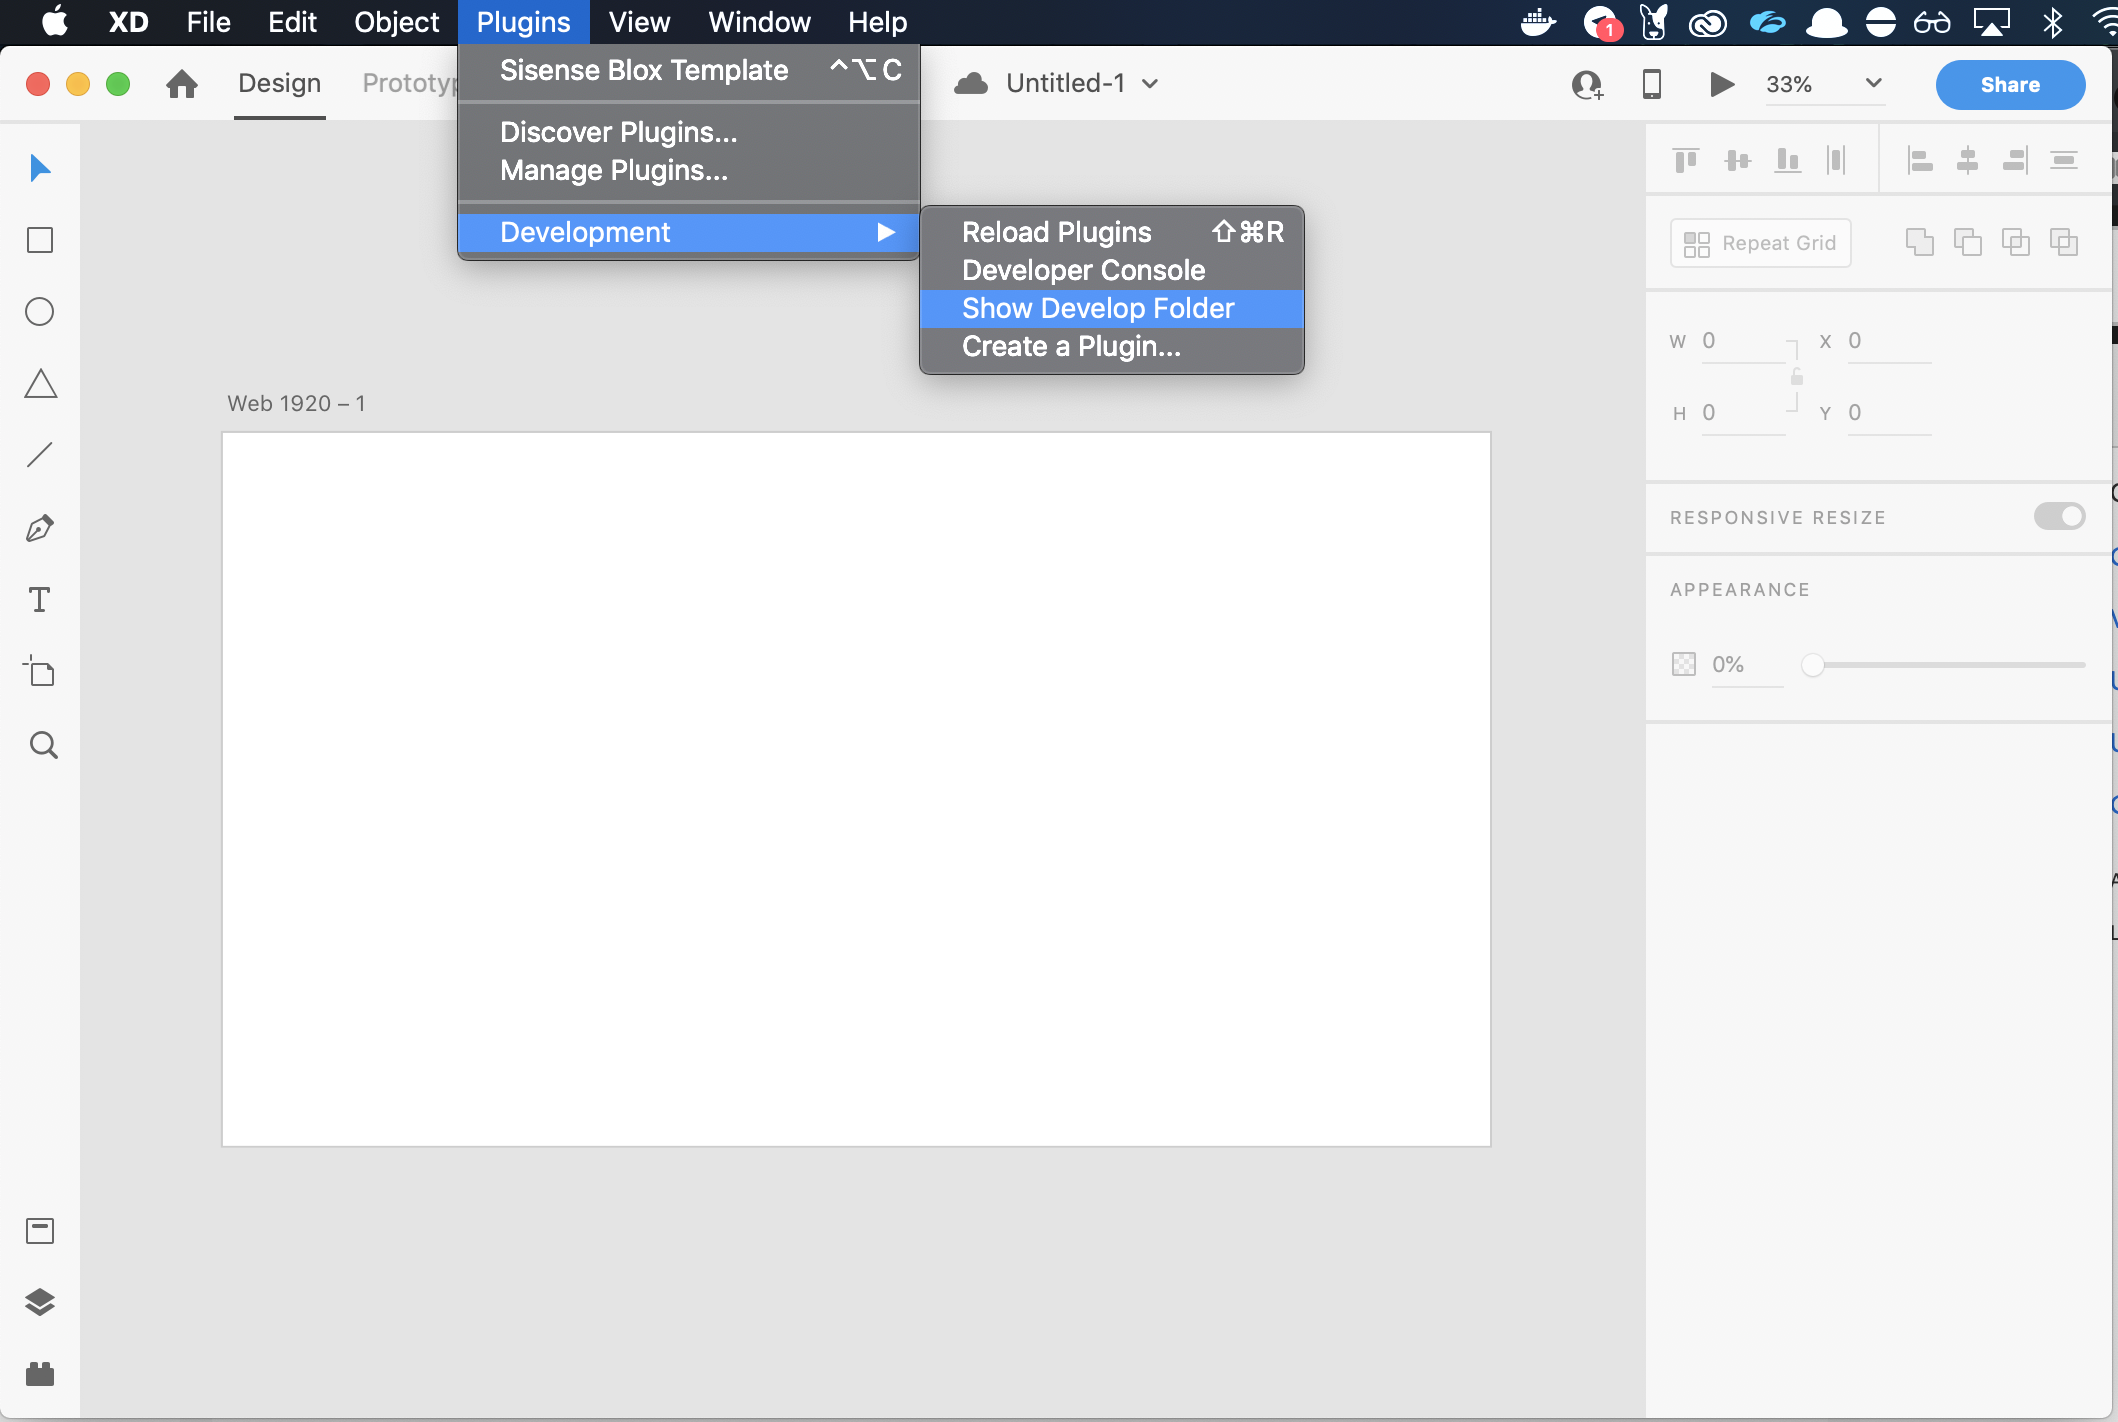 XD File Edit Object Plugins View Window Help
1
Design Prototyp
Untitled-1
33%
Share
Sisense Blox Template ^⌥C
Discover Plugins...
Manage Plugins...
Development
Reload Plugins ⇧⌘R
Developer Console
Show Develop Folder
Create a Plugin...
Repeat Grid
W 0 X 0
H 0 Y 0
RESPONSIVE RESIZE
APPEARANCE
0%
Web 1920 – 1